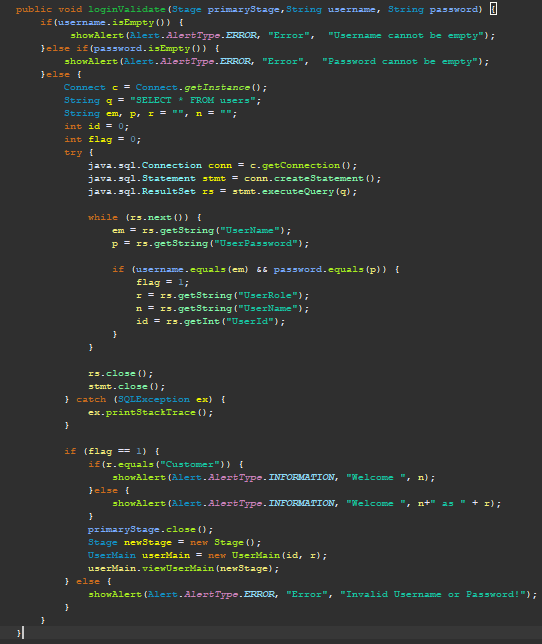 public void loginValidate(Stage primaryStage,String username, String password) {
if(username.isEmpty()) {
showAlert(Alert.AlertType.ERROR, "Error", "Username cannot be empty");
}else if(password.isEmpty()) {
showAlert(Alert.AlertType.ERROR, "Error", "Password cannot be empty");
}else {
Connect c = Connect.getInstance();
String q = "SELECT * FROM users";
String em, p, r = "", n = "";
int id = 0;
int flag = 0;
try {
java.sql.Connection conn = c.getConnection();
java.sql.Statement stmt = conn.createStatement();
java.sql.ResultSet rs = stmt.executeQuery(q);
while (rs.next()) {
em = rs.getString("UserName");
p = rs.getString("UserPassword");
if (username.equals(em) && password.equals(p)) {
flag = 1;
r = rs.getString("UserRole");
n = rs.getString("UserName");
id = rs.getInt("UserId");
}
}
rs.close();
stmt.close();
} catch (SQLException ex) {
ex.printStackTrace();
}
if (flag == 1) {
if(r.equals("Customer")) {
showAlert(Alert.AlertType.INFORMATION, "Welcome ", n);
}else {
showAlert(Alert.AlertType.INFORMATION, "Welcome ", n+" as " + r);
}
primaryStage.close();
Stage newStage = new Stage();
UserMain userMain = new UserMain(id, r);
userMain.viewUserMain(newStage);
} else {
showAlert(Alert.AlertType.ERROR, "Error", "Invalid Username or Password!");
}
}
}